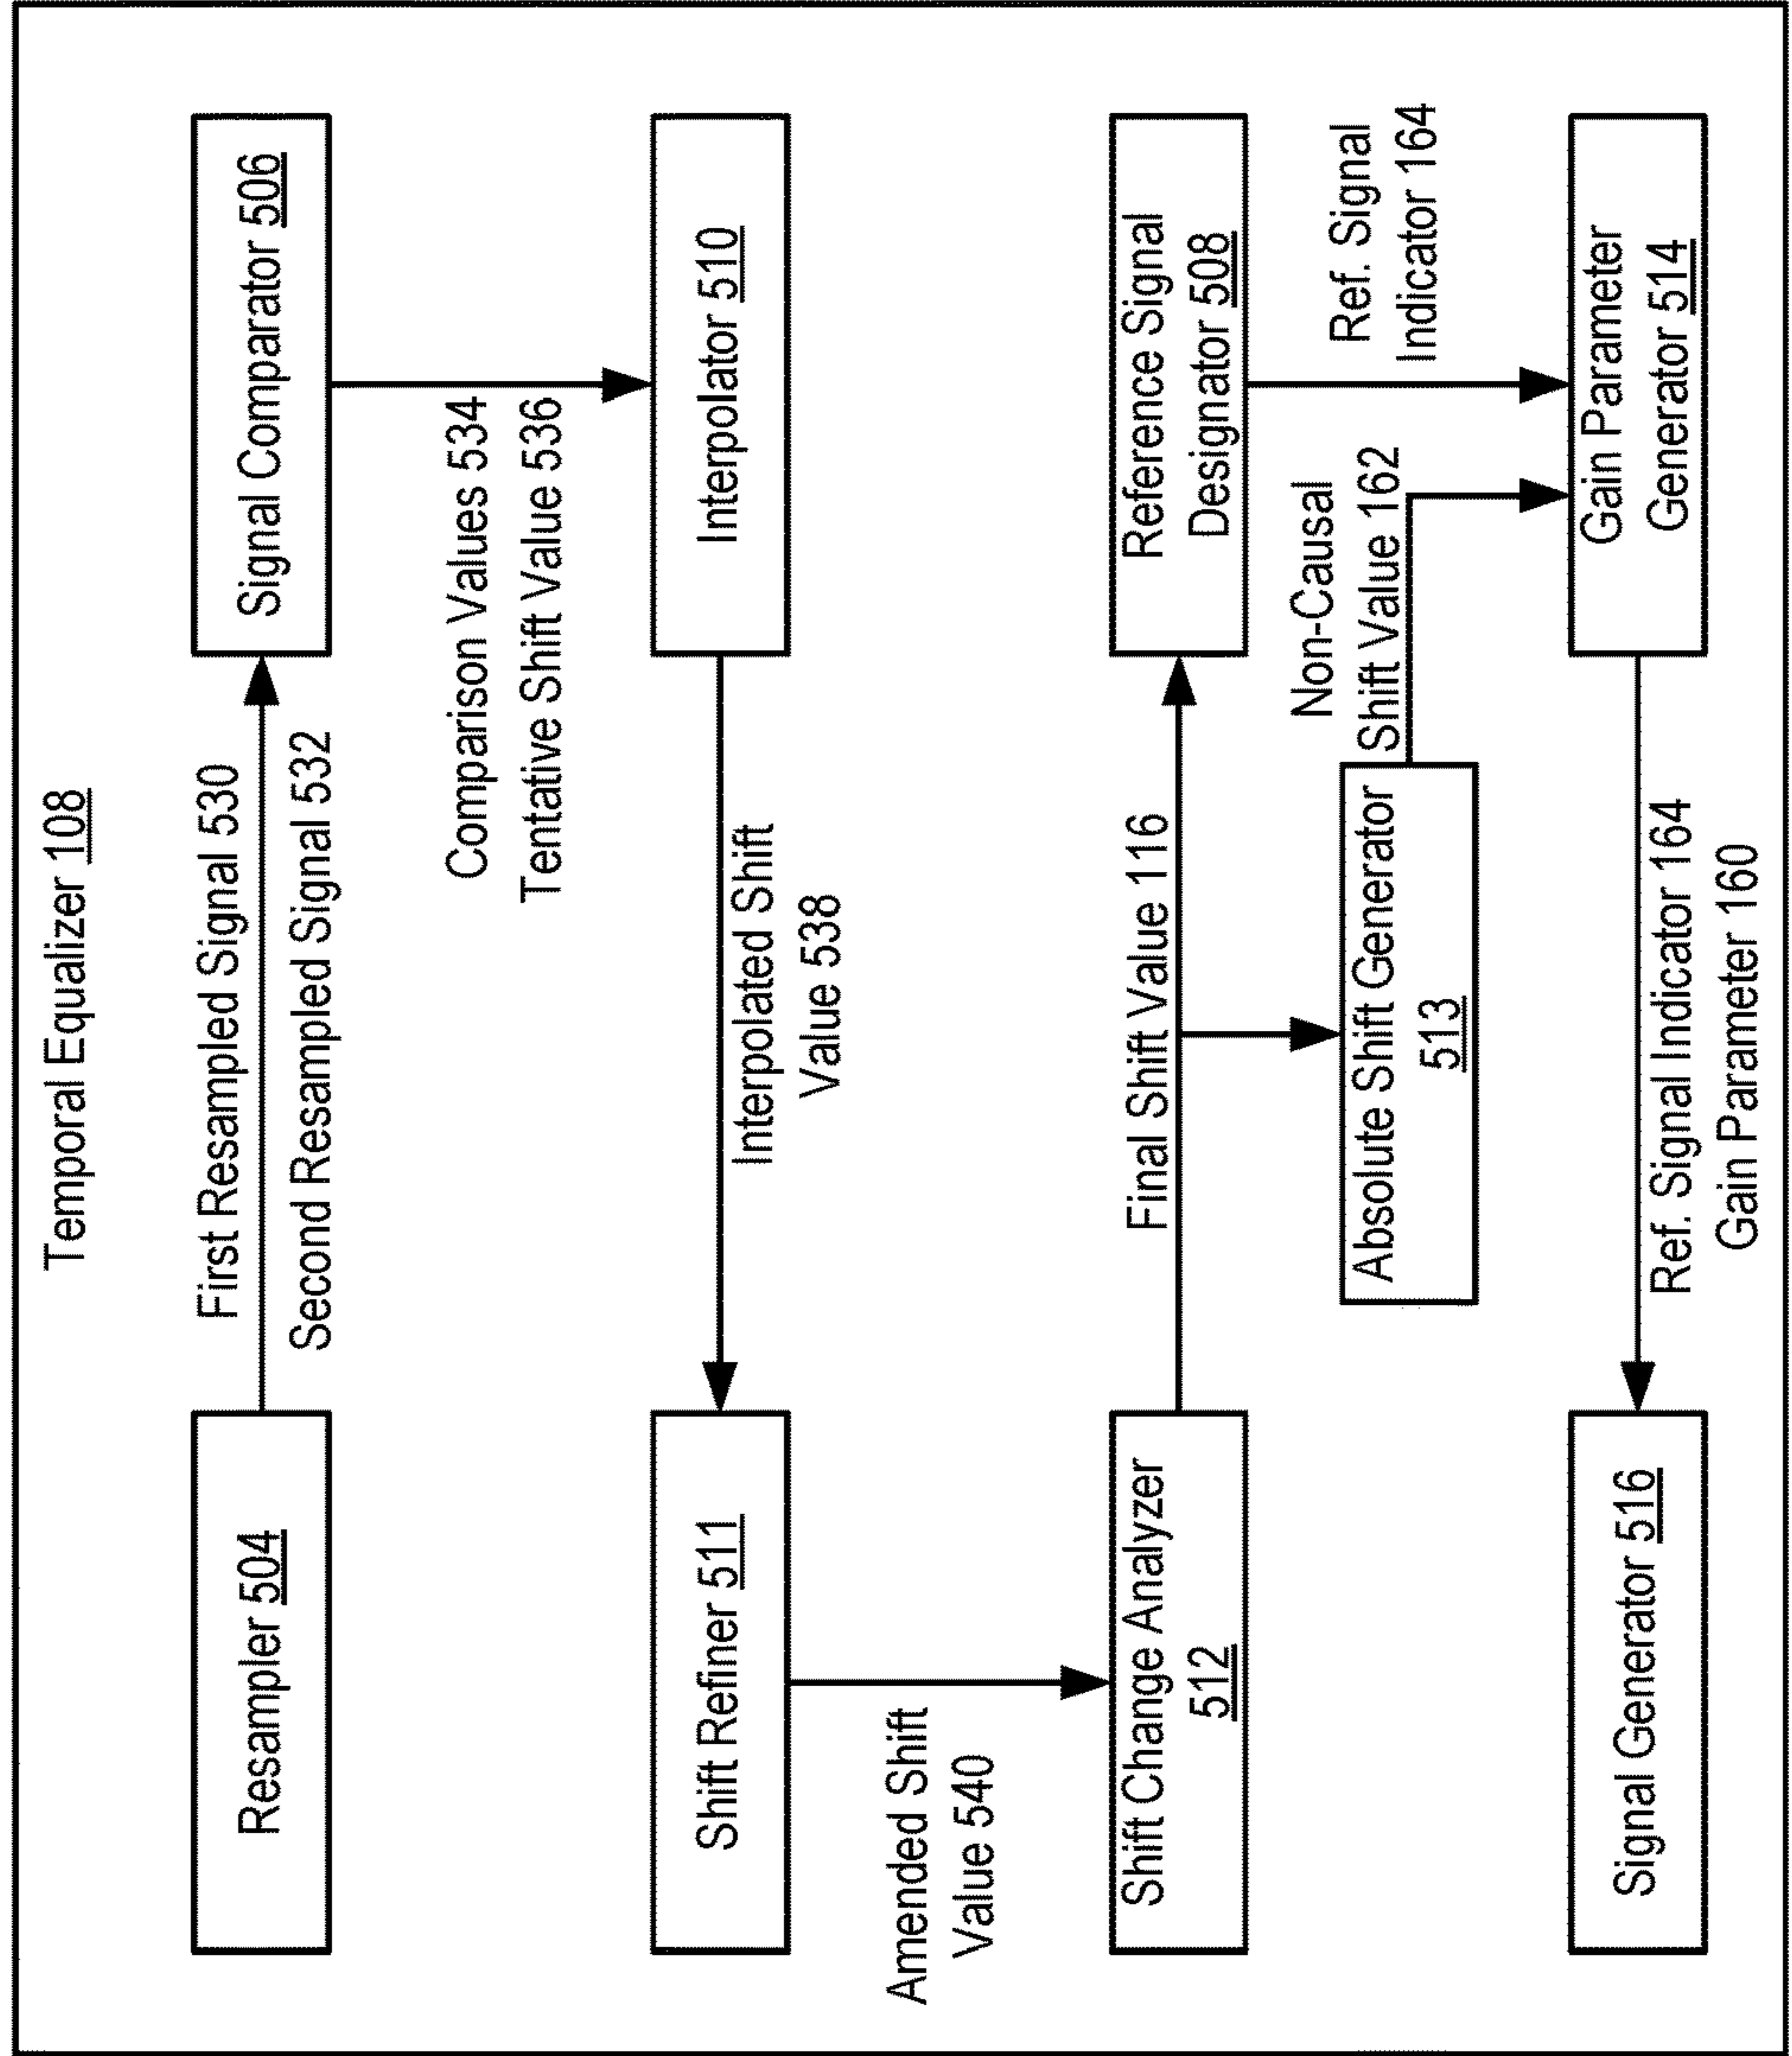 Temporal Equalizer 108
Resampler 504
First Resampled Signal 530
Second Resampled Signal 532
Signal Comparator 506
Comparison Values 534
Tentative Shift Value 536
Shift Refiner 511
Interpolated Shift
Value 538
Interpolator 510
Amended Shift
Value 540
Shift Change Analyzer
512
Final Shift Value 116
Reference Signal
Designator 508
Absolute Shift Generator
513
Non-Causal
Shift Value 162
Ref. Signal
Indicator 164
Signal Generator 516
Ref. Signal Indicator 164
Gain Parameter 160
Gain Parameter
Generator 514